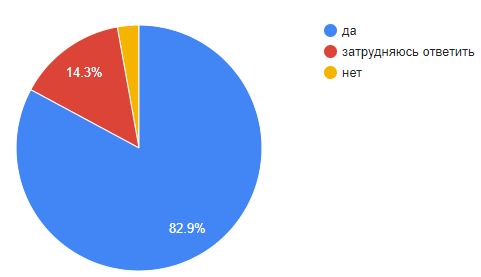 да
затрудняюсь ответить
нет
14.3%
82.9%